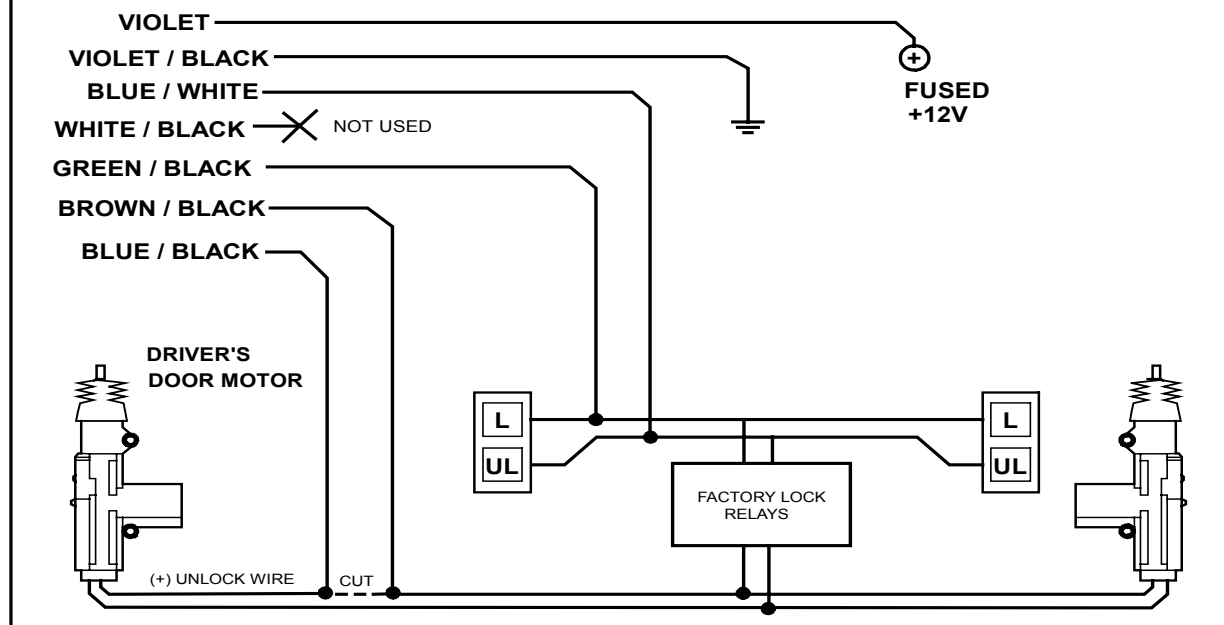 VIOLET
VIOLET / BLACK
BLUE / WHITE
WHITE / BLACK
NOT USED
GREEN / BLACK
BROWN / BLACK
BLUE / BLACK
+
FUSED
+12V
DRIVER'S
DOOR MOTOR
L
UL
L
UL
FACTORY LOCK
RELAYS
(+) UNLOCK WIRE
CUT